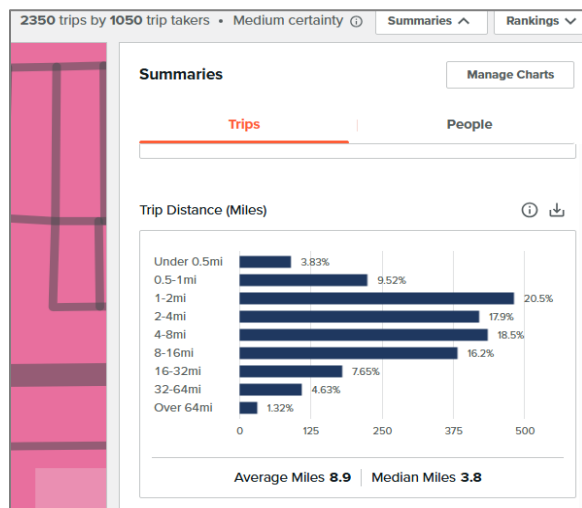 2350 trips by 1050 trip takers • Medium certainty
Summaries
Rankings
Summaries
Manage Charts
Trips
People
Trip Distance (Miles)
Under 0.5mi 3.83%
0.5-1mi 9.52%
1-2mi 20.5%
2-4mi 17.9%
4-8mi 18.5%
8-16mi 16.2%
16-32mi 7.65%
32-64mi 4.63%
Over 64mi 1.32%
0 125 250 375 500
Average Miles 8.9 | Median Miles 3.8